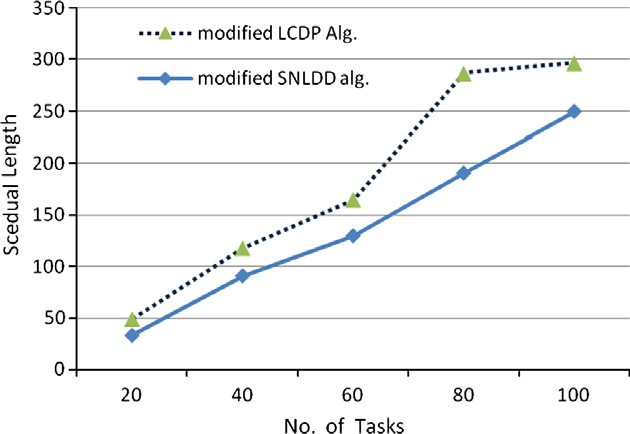 350
300
250
200
150
100
50
0
modified LCDP Alg.
modified SNLDD alg.
Scedual Length
20 40 60 80 100
No. of Tasks